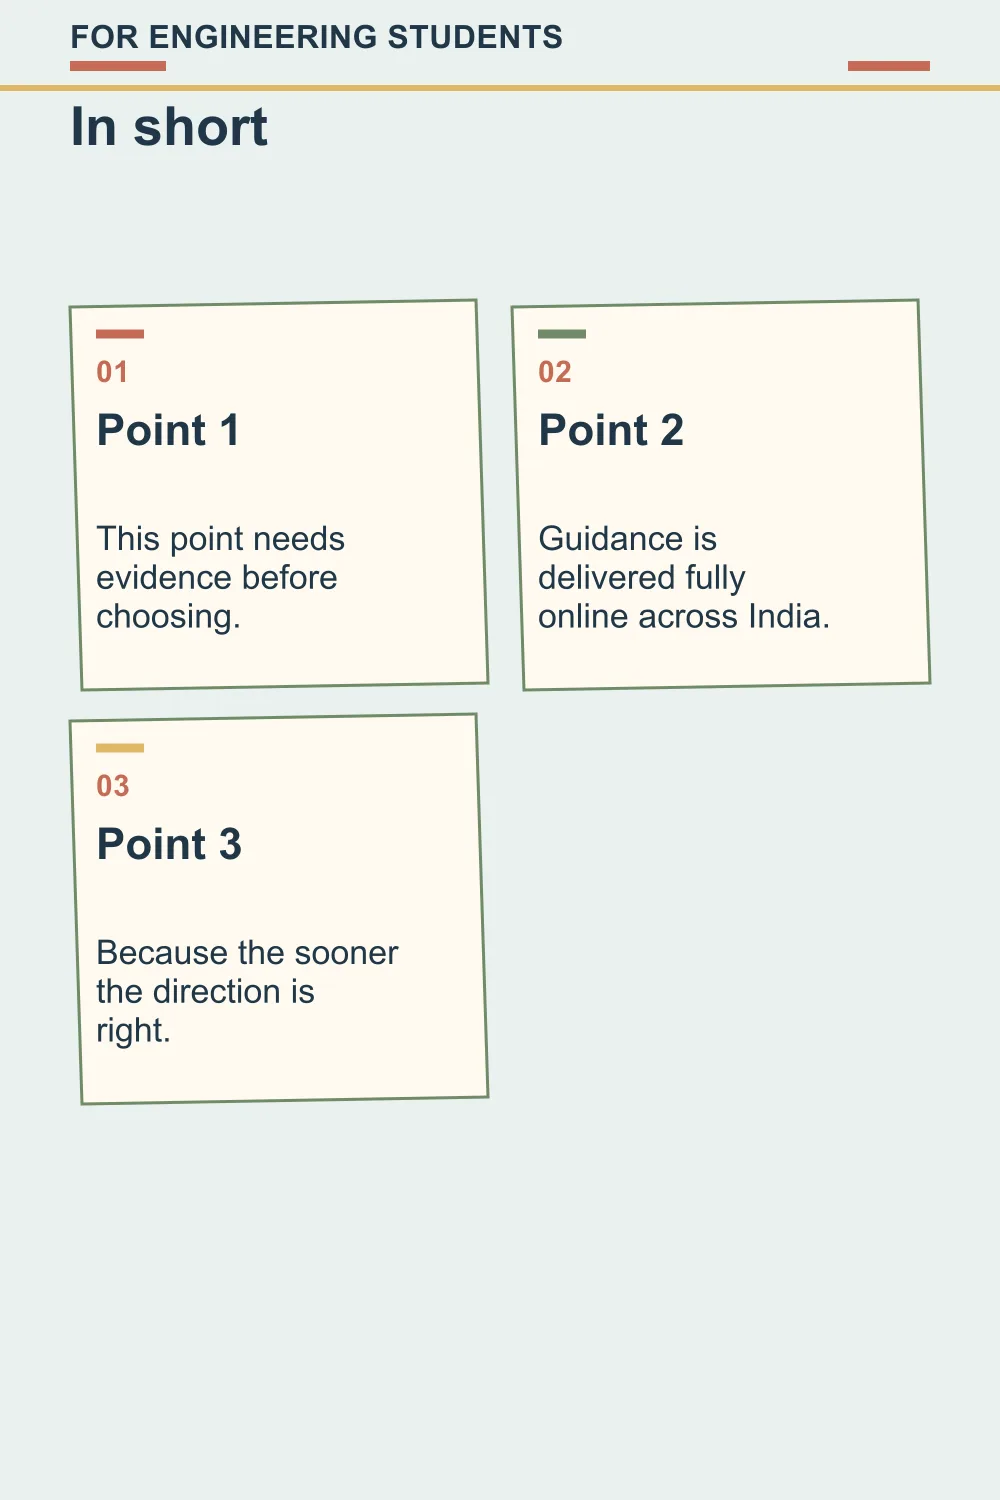 FOR ENGINEERING STUDENTS
In short
01
Point 1
This point needs
evidence before
choosing.
02
Point 2
Guidance is
delivered fully
online across India.
03
Point 3
Because the sooner
the direction is
right.